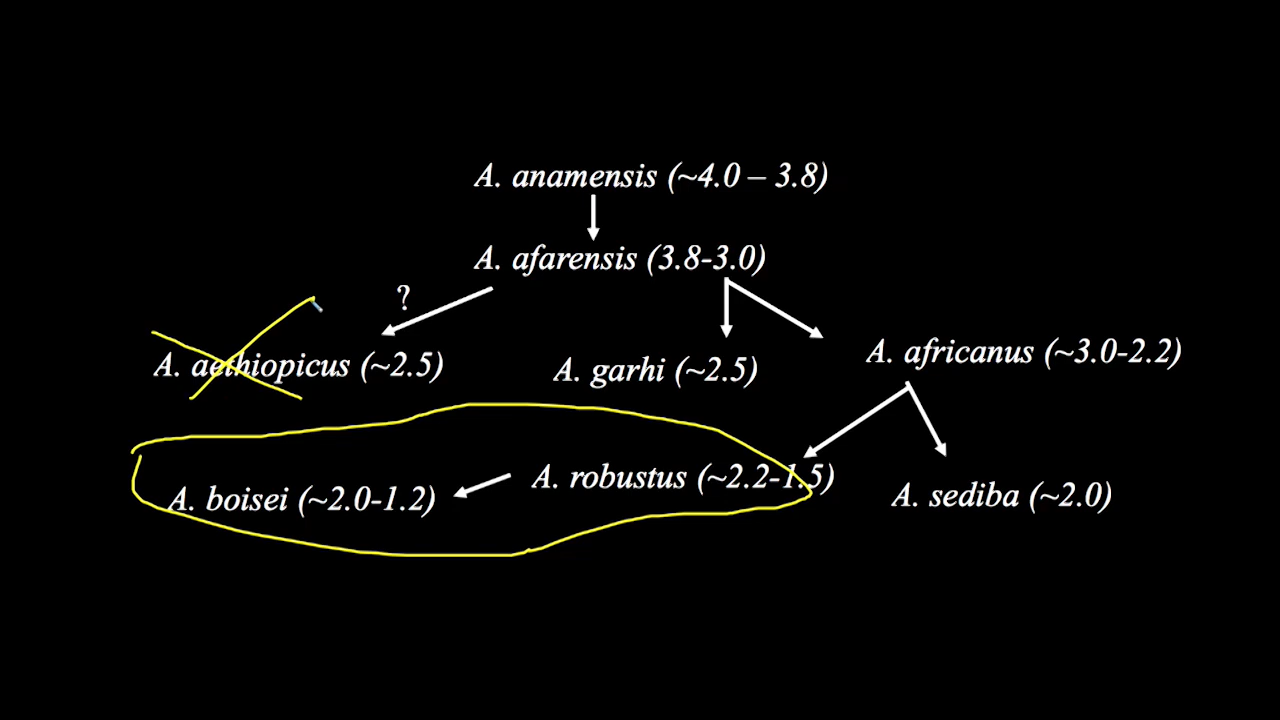 A. anamensis (~4.0 – 3.8)
A. afarensis (3.8-3.0)
?
A. aethiopicus (~2.5)
A. garhi (~2.5)
A. africanus (~3.0-2.2)
A. boisei (~2.0-1.2)
A. robustus (~2.2-1.5)
A. sediba (~2.0)